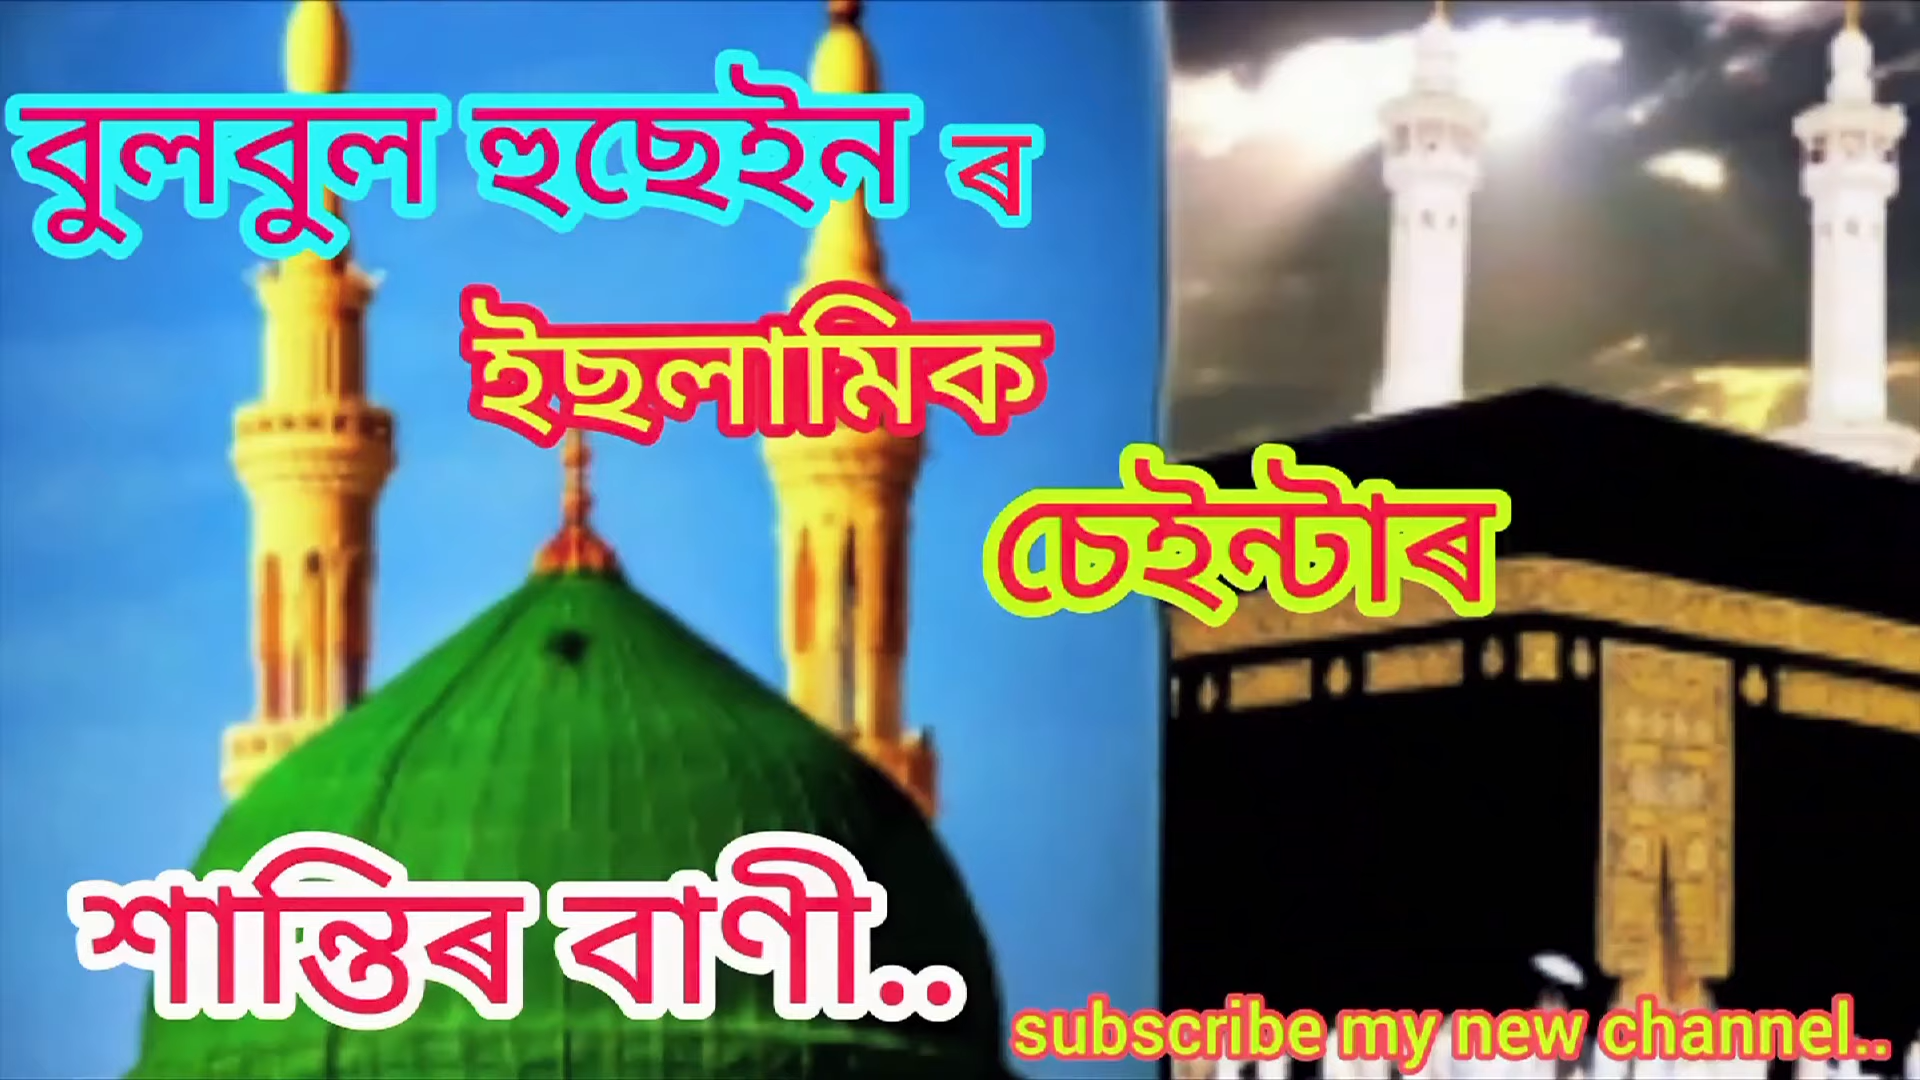 বুলবুল হুছেইন ৰ
ইছলামিক
চেইন্টাৰ
শান্তিৰ বাণী..
subscribe my new channel..